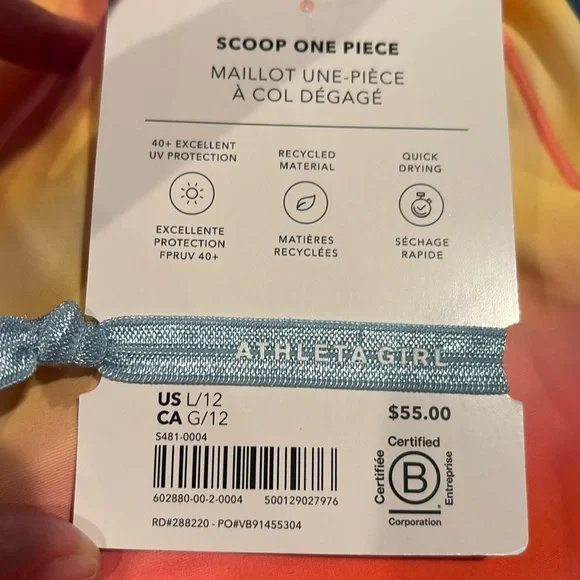 SCOOP ONE PIECE
MAILLOT UNE-PIÈCE
À COL DÉGAGÉ
40+ EXCELLENT
UV PROTECTION
EXCELLENTE
PROTECTION
FPRUV 40+
RECYCLED
MATERIAL
MATIÈRES
RECYCLÉES
QUICK
DRYING
SÉCHAGE
RAPIDE
ATHLETA GIRL
US L/12
CA G/12
S481-0004
602880-00-2-0004 500129027976
RD#288220 - PO#VB91455304
$55.00
Certified
Certifiée
B
Entreprise
Corporation